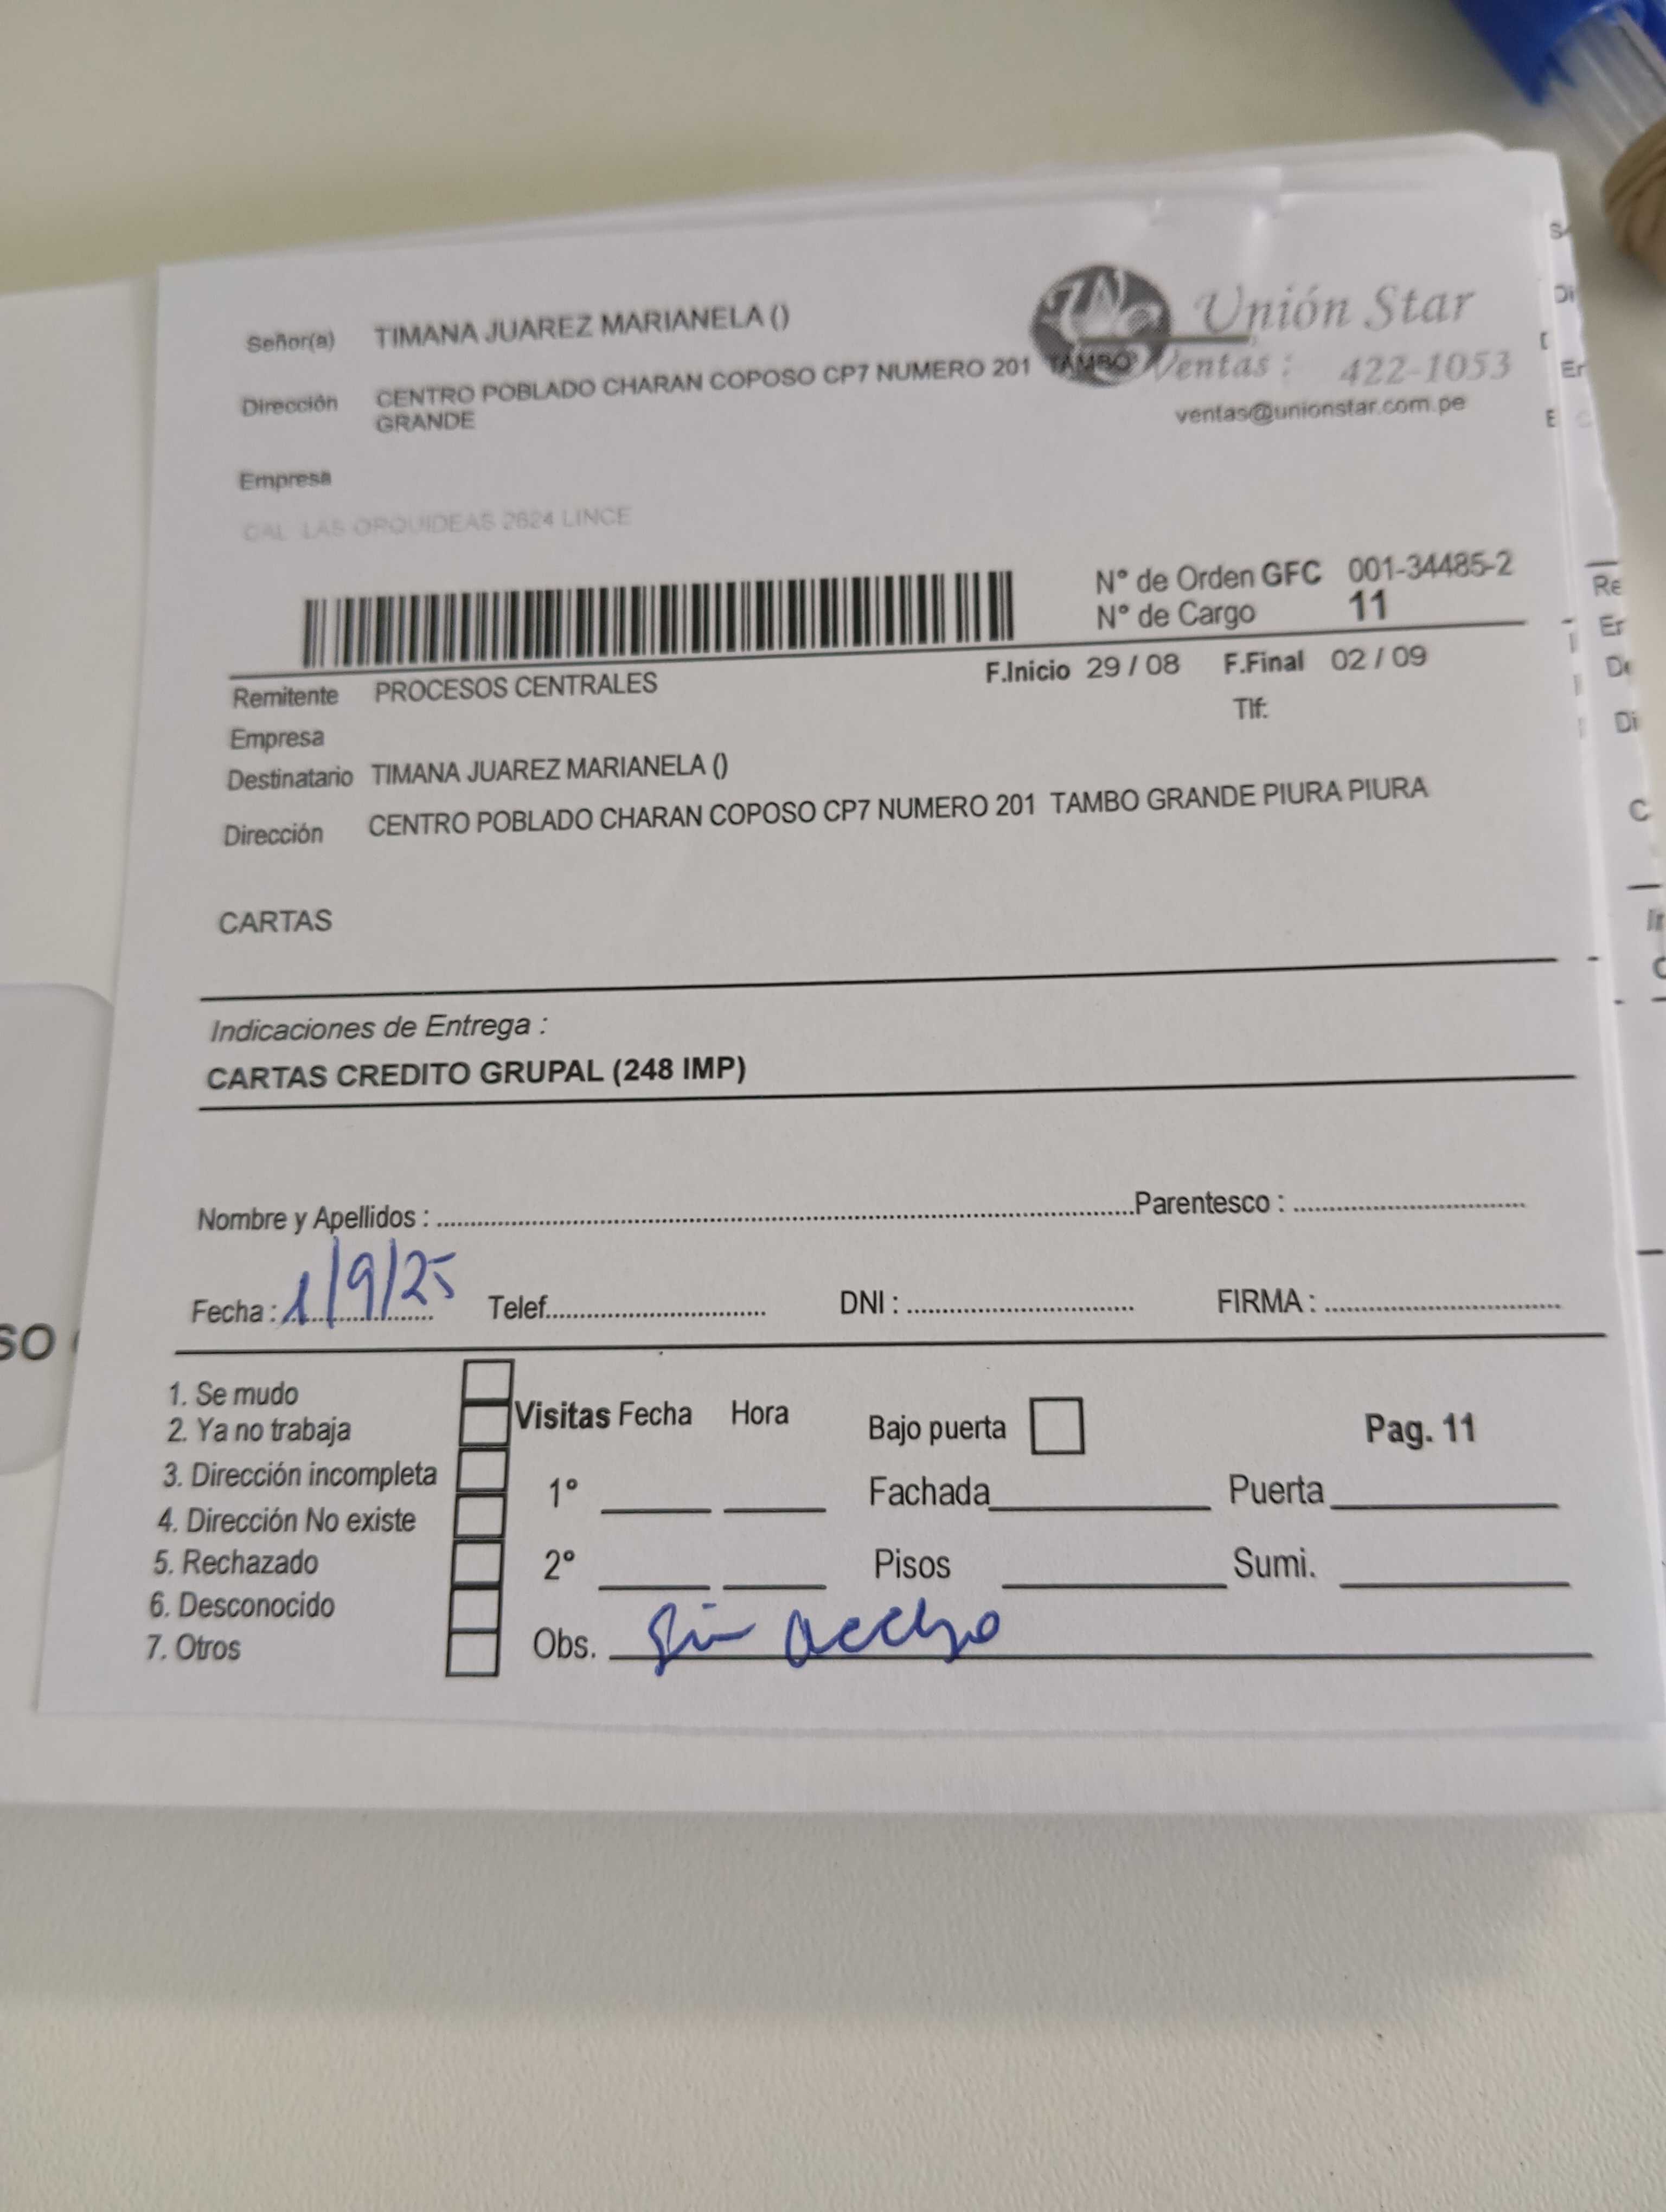 Señor(a) TIMANA JUAREZ MARIANELA ()
Unión Star
Dirección CENTRO POBLADO CHARAN COPOSO CP7 NUMERO 201 TAMBO
GRANDE
Ventas : 422-1053
ventas@unionstar.com.pe
Empresa
CAL LAS ORQUIDEAS 2624 LINCE
N° de Orden GFC 001-34485-2
N° de Cargo 11
F.Inicio 29 / 08 F.Final 02 / 09
Remitente PROCESOS CENTRALES
Tlf:
Empresa
Destinatario TIMANA JUAREZ MARIANELA ()
Dirección CENTRO POBLADO CHARAN COPOSO CP7 NUMERO 201 TAMBO GRANDE PIURA PIURA
CARTAS
Indicaciones de Entrega :
CARTAS CREDITO GRUPAL (248 IMP)
Nombre y Apellidos : Parentesco :
Fecha : 1/9/25 Telef. DNI : FIRMA :
1. Se mudo
2. Ya no trabaja
3. Dirección incompleta
4. Dirección No existe
5. Rechazado
6. Desconocido
7. Otros
Visitas Fecha Hora
1°
2°
Bajo puerta
Pag. 11
Fachada Puerta
Pisos Sumi.
Obs. Sin acceso